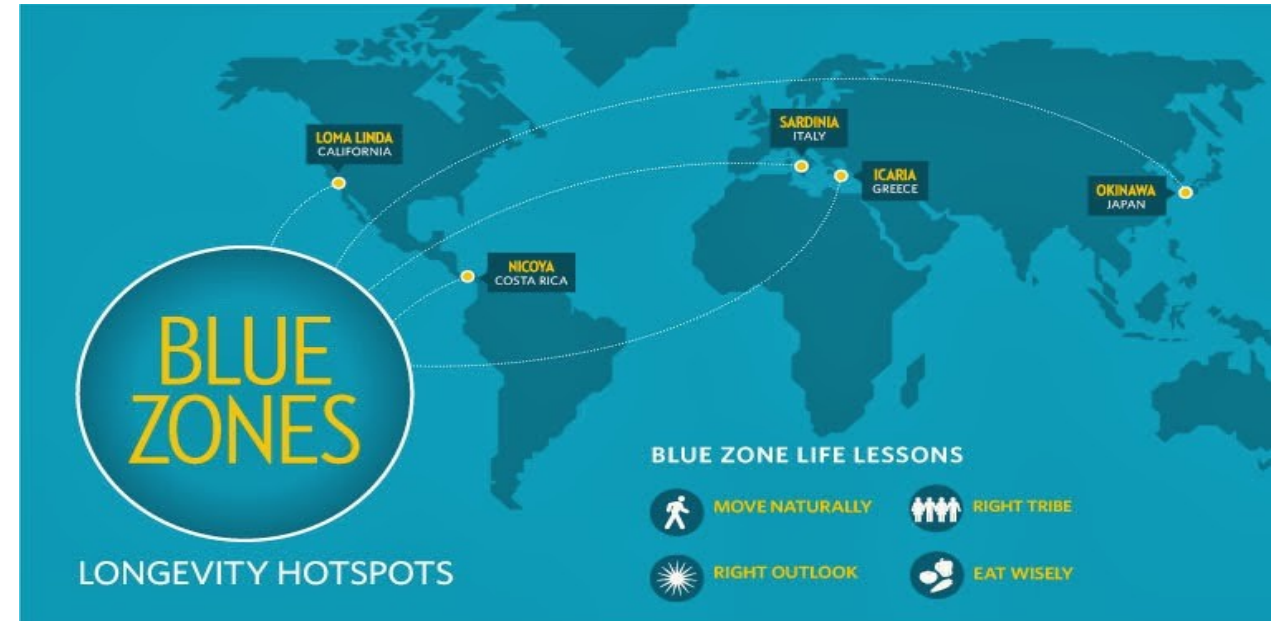 LOMA LINDA
CALIFORNIA
SARDINIA
ITALY
ICARIA
GREECE
OKINAWA
JAPAN
NICOYA
COSTA RICA
BLUE
ZONES
LONGEVITY HOTSPOTS
BLUE ZONE LIFE LESSONS
MOVE NATURALLY
RIGHT TRIBE
RIGHT OUTLOOK
EAT WISELY